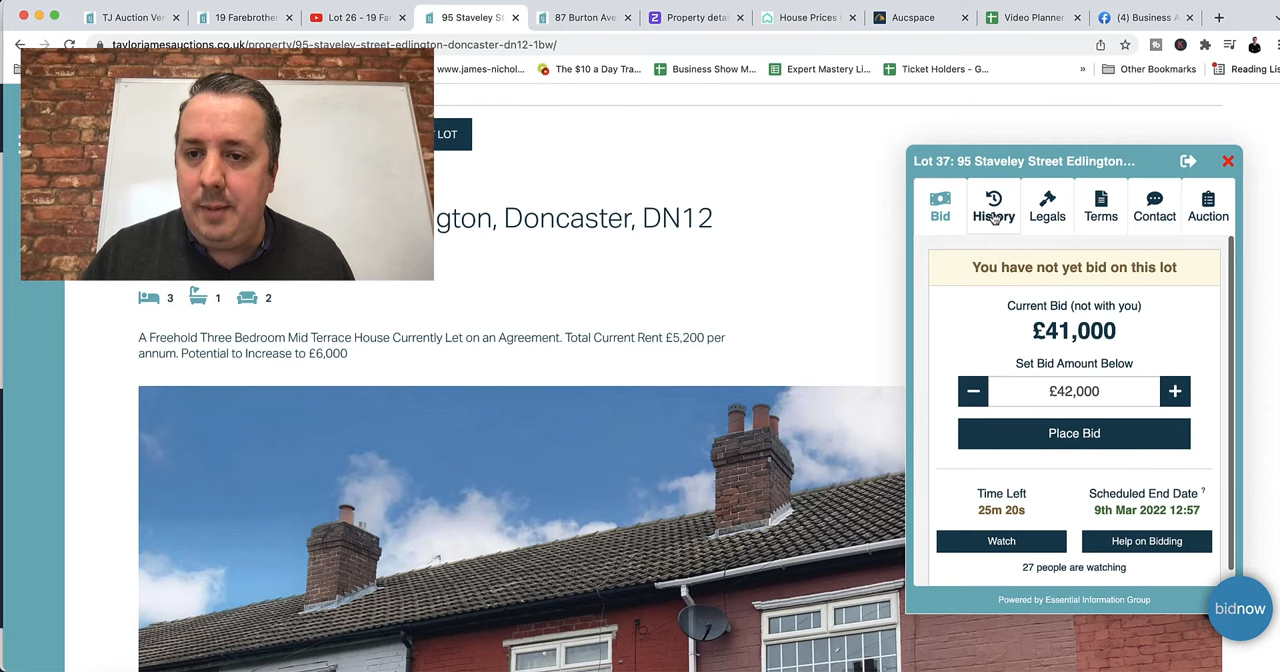 TJ Auction Ver
19 Farebrother
Lot 26 - 19 Far
95 Staveley St
87 Burton Ave
Property detai
House Prices
Aucspace
Video Planner
(4) Business A
taylorjamesauctions.co.uk/property/95-staveley-street-edlington-doncaster-dn12-1bw/
www.james-nichol...
The $10 a Day Tra...
Business Show M...
Expert Mastery Li...
Ticket Holders - G...
»
Other Bookmarks
Reading Lis
LOT
gton, Doncaster, DN12
3 1 2
A Freehold Three Bedroom Mid Terrace House Currently Let on an Agreement. Total Current Rent £5,200 per
annum. Potential to Increase to £6,000
Lot 37: 95 Staveley Street Edlington...
Bid History Legals Terms Contact Auction
You have not yet bid on this lot
Current Bid (not with you)
£41,000
Set Bid Amount Below
£42,000
Place Bid
Time Left Scheduled End Date ?
25m 20s 9th Mar 2022 12:57
Watch Help on Bidding
27 people are watching
Powered by Essential Information Group
bidnow